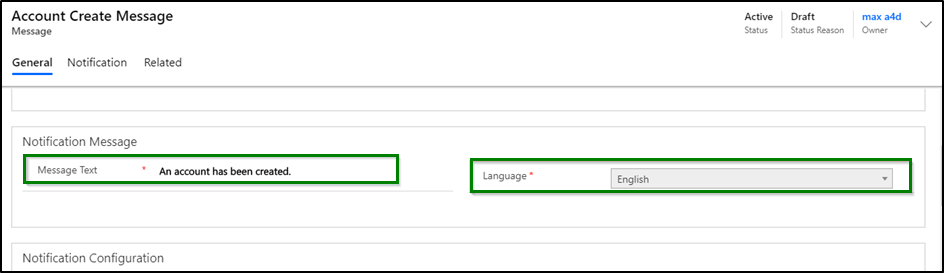 Account Create Message
Message
Active
Status
Draft
Status Reason
max a4d
Owner
General Notification Related
Notification Message
Message Text * An account has been created.
Language * English
Notification Configuration